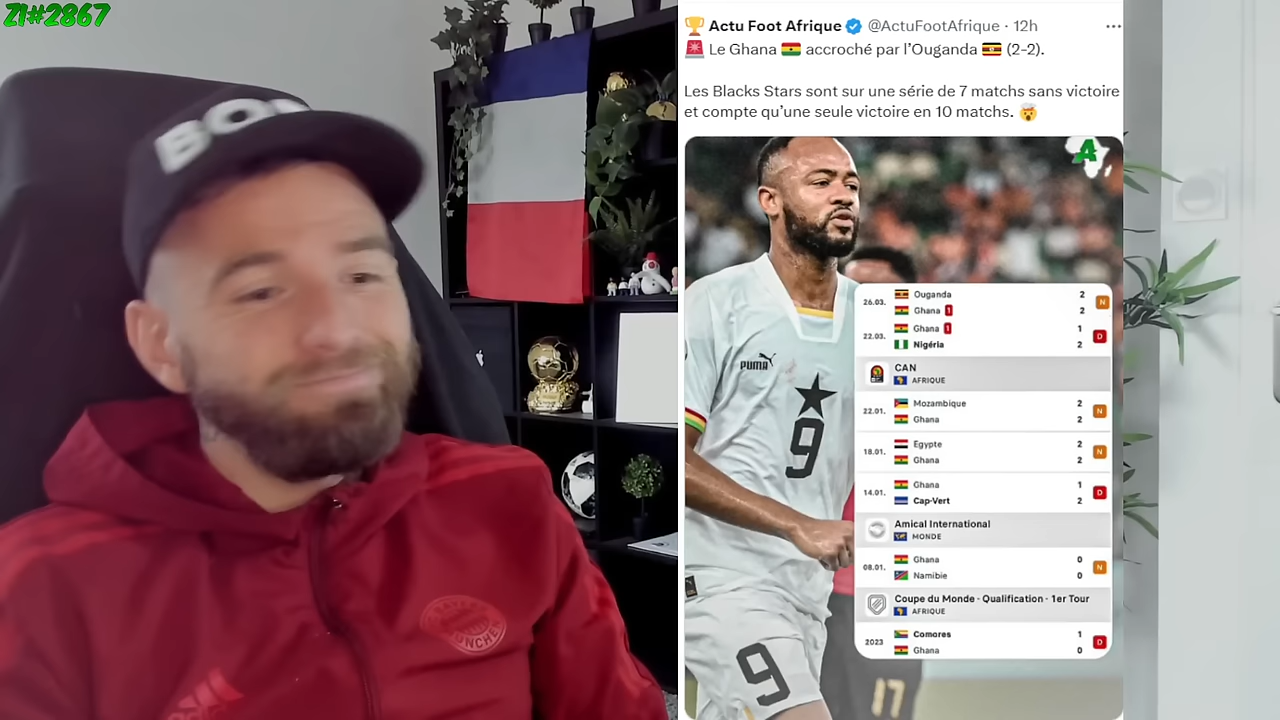 ZI#2867
BON
Actu Foot Afrique @ActuFootAfrique · 12h
Le Ghana accroché par l'Ouganda (2-2).
Les Blacks Stars sont sur une série de 7 matchs sans victoire
et compte qu'une seule victoire en 10 matchs.
A
PUMA
9
9
17
26.03. Ouganda 2 N
Ghana 1 2
22.03. Ghana 1 1 D
Nigéria 2
CAN
AFRIQUE
22.01. Mozambique 2 N
Ghana 2
18.01. Egypte 2 N
Ghana 2
14.01. Ghana 1 D
Cap-Vert 2
Amical International
MONDE
08.01. Ghana 0 N
Namibie 0
Coupe du Monde - Qualification - 1er Tour
AFRIQUE
2023 Comores 1 D
Ghana 0
adidas